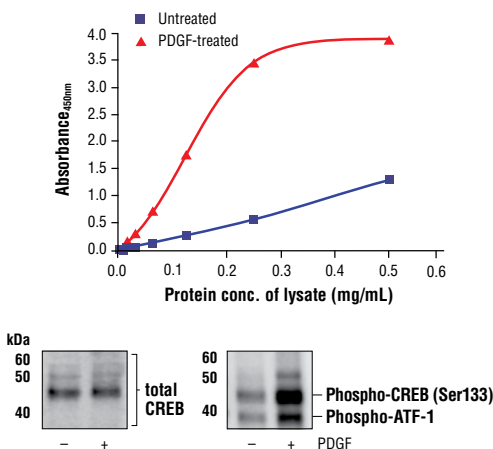 Untreated
PDGF-treated
Absorbance450nm
4.0
3.5
3.0
2.5
2.0
1.5
1.0
0.5
0.0
0.0 0.1 0.2 0.3 0.4 0.5 0.6
Protein conc. of lysate (mg/mL)
kDa
60
50
40
total
CREB
– +
60
50
40
Phospho-CREB (Ser133)
Phospho-ATF-1
– + PDGF